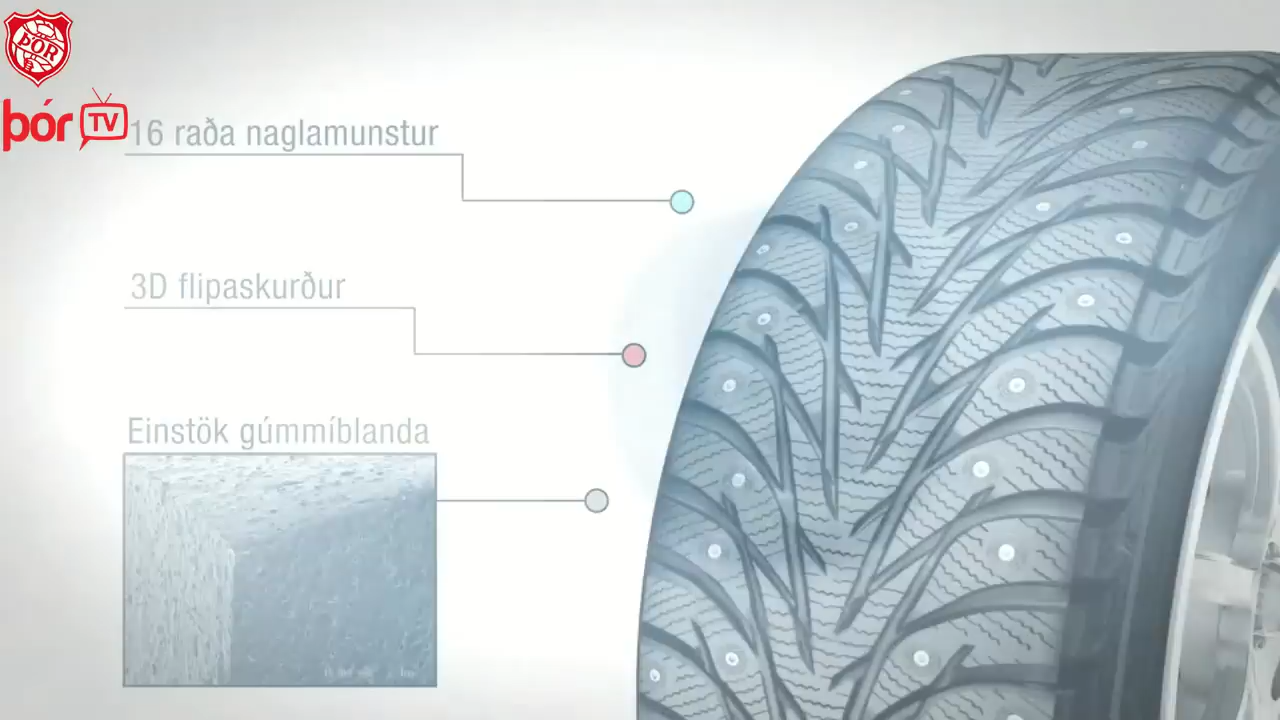 ÞÓR
þór TV
16 raða naglamunstur
3D flipaskurður
Einstök gúmmíblanda